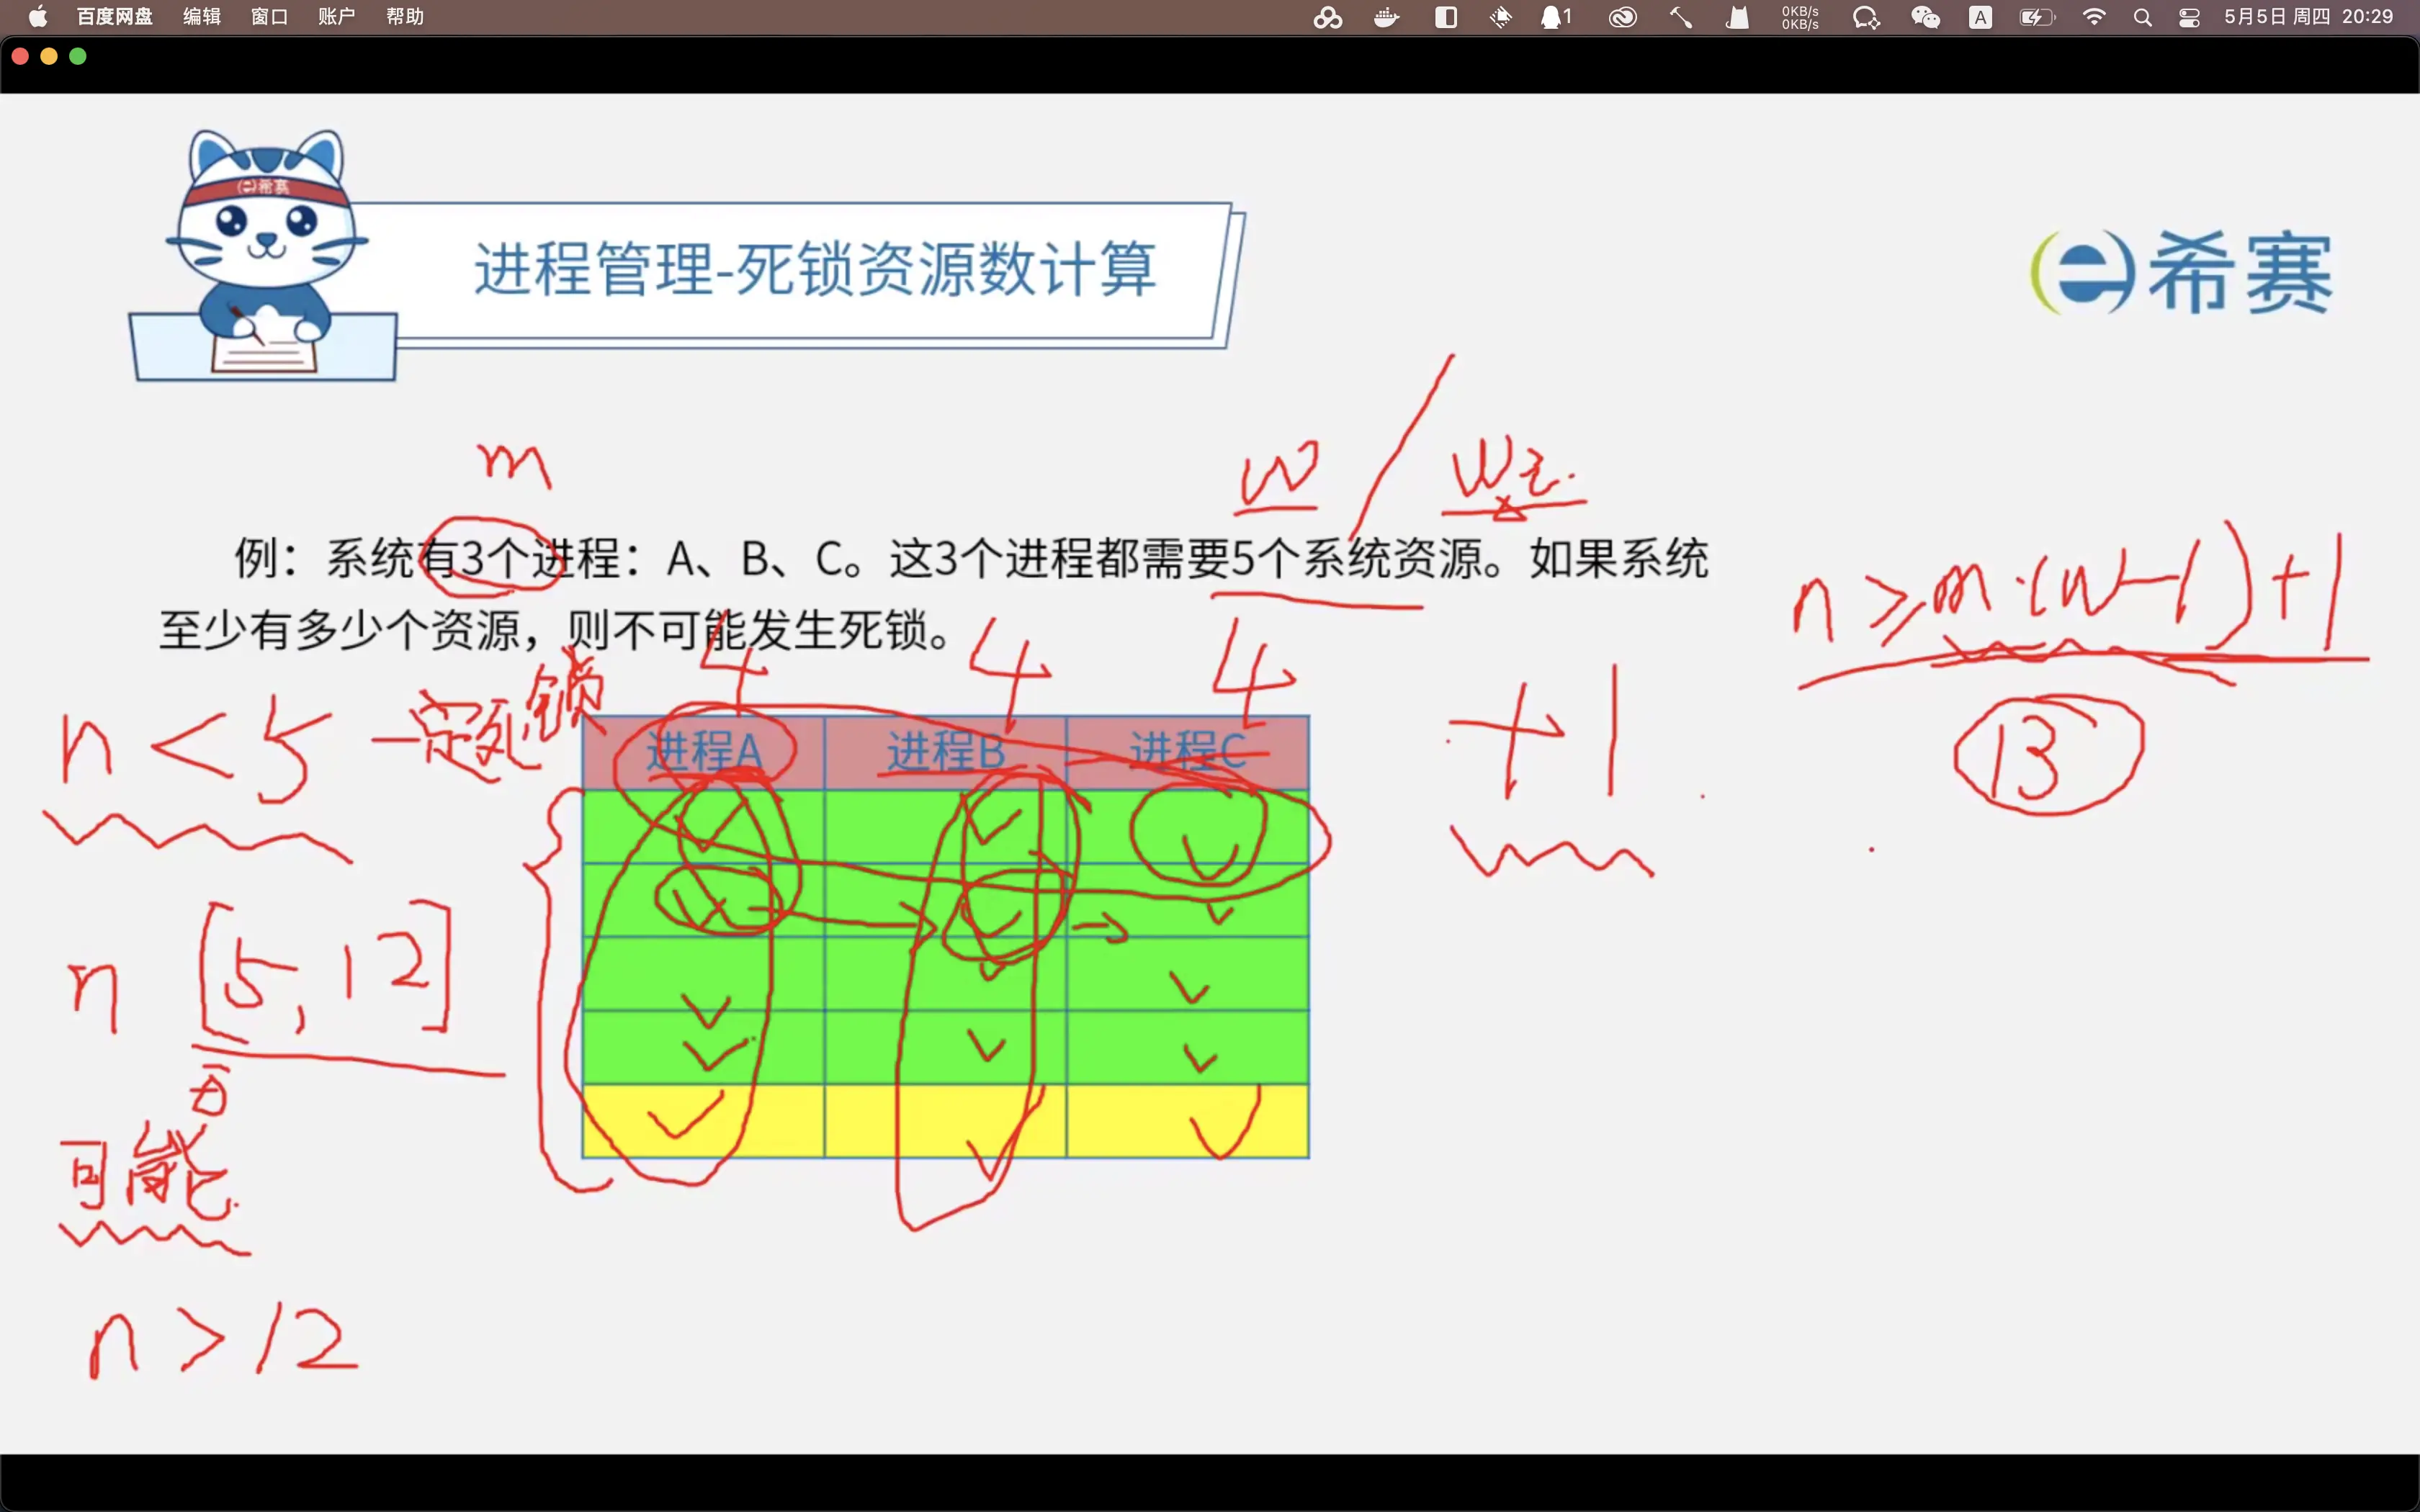 百度网盘 编辑 窗口 账户 帮助 1 0KB/s 0KB/s A 5月5日 周四 20:29
e希赛
进程管理-死锁资源数计算
e希赛
m
w
例：系统有3个进程：A、B、C。这3个进程都需要5个系统资源。如果系统
至少有多少个资源，则不可能发生死锁。
n≥m·(w-1)+1
4 4 4
n<5 一定死锁
+1
13
进程A 进程B 进程C
n [5,12]
可能
n>12